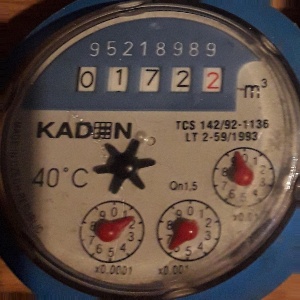 95218989
01722 m³
KADEN
TCS 142/92-1136
LT 2-59/1993
40°C
Qn1,5
x0.0001
x0.001
x0.01